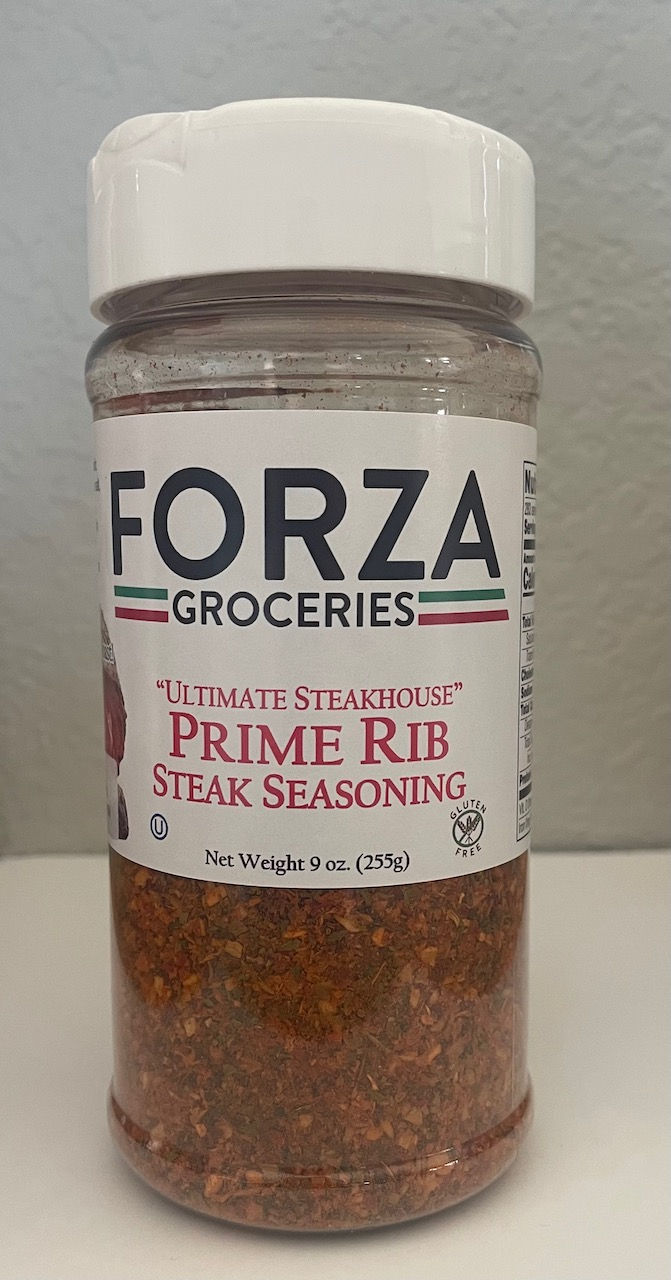 FORZA
GROCERIES
“ULTIMATE STEAKHOUSE”
PRIME RIB
STEAK SEASONING
U
GLUTEN
FREE
Net Weight 9 oz. (255g)